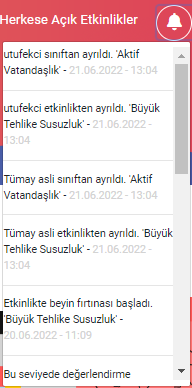 Herkese Açık Etkinlikler
utufekci sınıftan ayrıldı. 'Aktif
Vatandaşlık' - 21.06.2022 - 13:04
utufekci etkinlikten ayrıldı. 'Büyük
Tehlike Susuzluk' - 21.06.2022 -
13:04
Tümay asli sınıftan ayrıldı. 'Aktif
Vatandaşlık' - 21.06.2022 - 13:04
Tümay asli etkinlikten ayrıldı. 'Büyük
Tehlike Susuzluk' - 21.06.2022 -
13:04
Etkinlikte beyin fırtınası başladı.
'Büyük Tehlike Susuzluk' -
20.06.2022 - 11:09
Bu seviyede değerlendirme